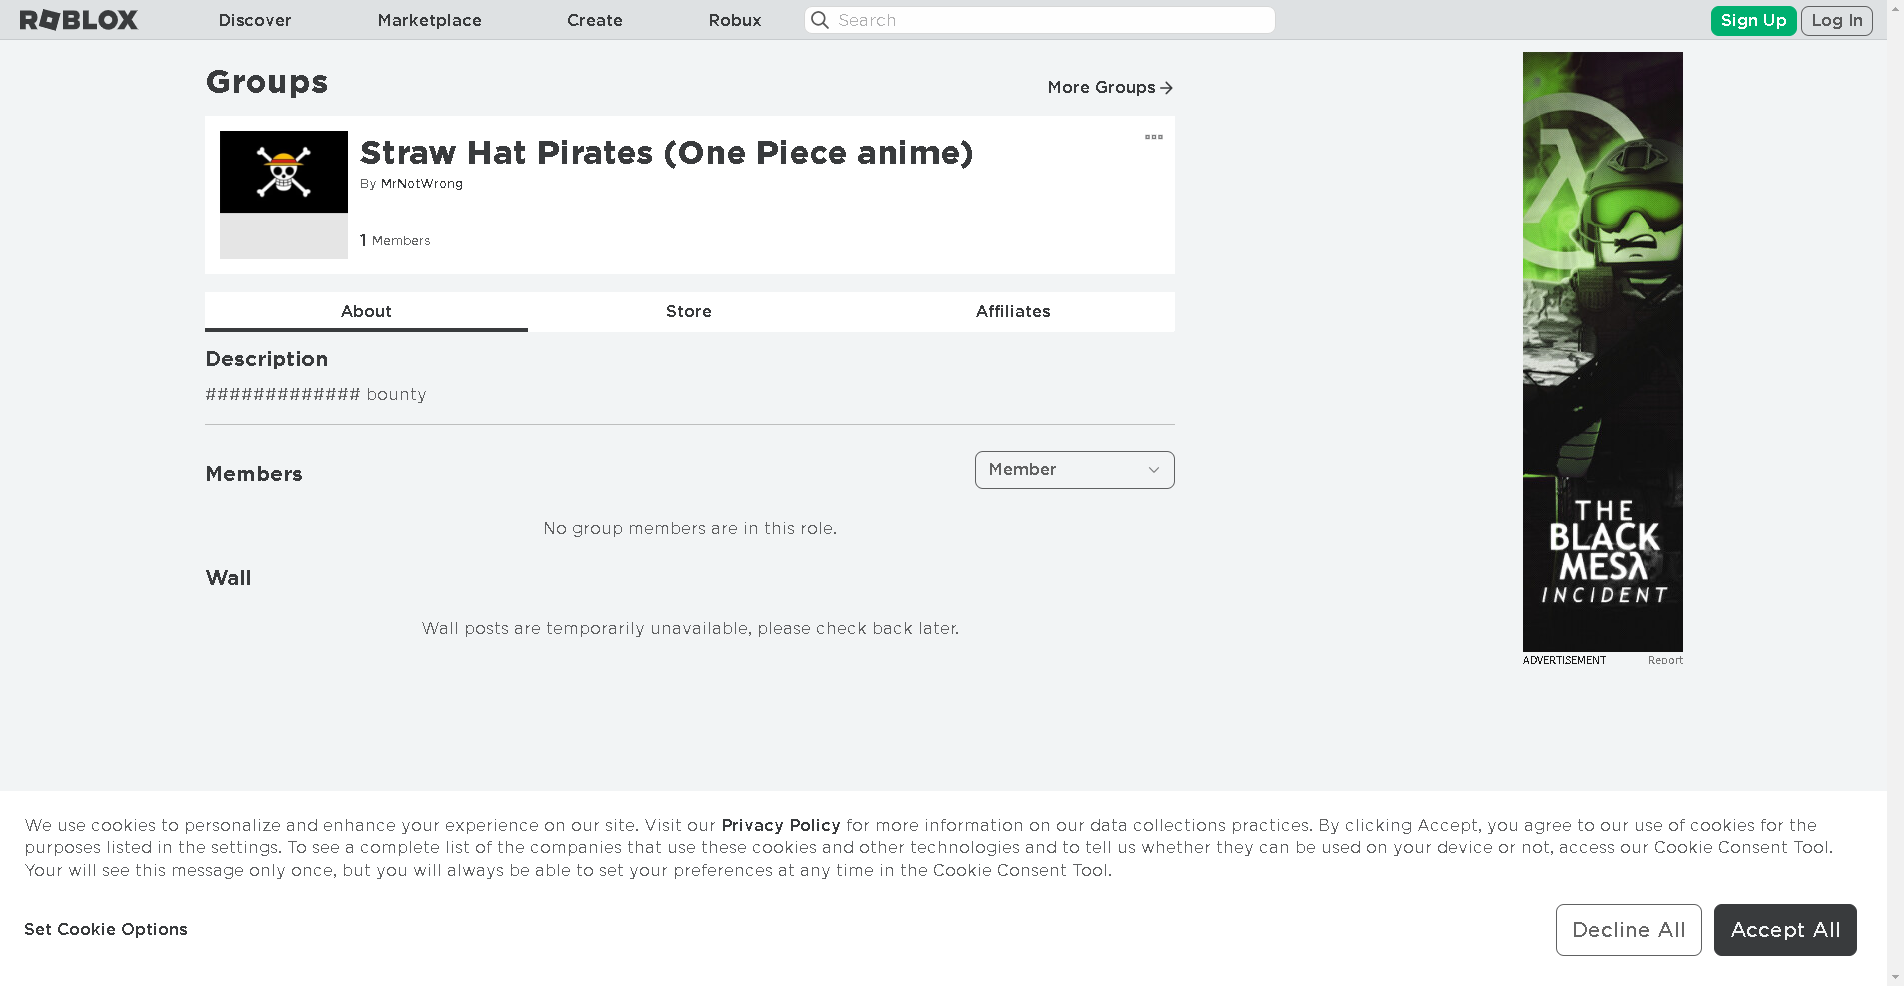 ROBLOX
Discover
Marketplace
Create
Robux
Search
Sign Up
Log In
Groups
More Groups
Straw Hat Pirates (One Piece anime)
By MrNotWrong
1 Members
About
Store
Affiliates
Description
############# bounty
Members
Member
No group members are in this role.
Wall
Wall posts are temporarily unavailable, please check back later.
THE
BLACK
MESA
INCIDENT
ADVERTISEMENT
Report
We use cookies to personalize and enhance your experience on our site. Visit our Privacy Policy for more information on our data collections practices. By clicking Accept, you agree to our use of cookies for the
purposes listed in the settings. To see a complete list of the companies that use these cookies and other technologies and to tell us whether they can be used on your device or not, access our Cookie Consent Tool.
Your will see this message only once, but you will always be able to set your preferences at any time in the Cookie Consent Tool.
Set Cookie Options
Decline All
Accept All